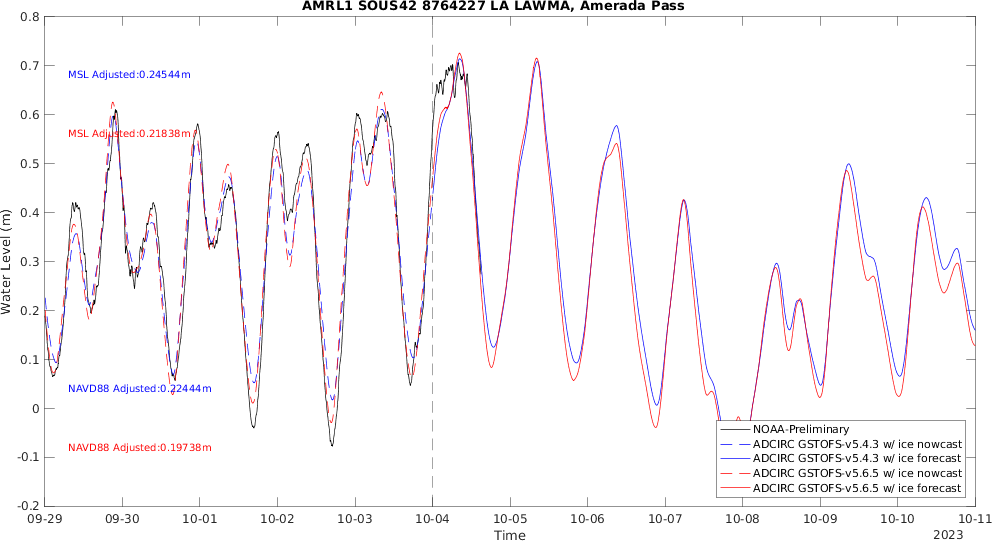 AMRL1 SOUS42 8764227 LA LAWMA, Amerada Pass
0.8
0.7
0.6
0.5
0.4
0.3
0.2
0.1
0
-0.1
-0.2
Water Level (m)
MSL Adjusted:0.24544m
MSL Adjusted:0.21838m
NAVD88 Adjusted:0.22444m
NAVD88 Adjusted:0.19738m
NOAA-Preliminary
ADCIRC GSTOFS-v5.4.3 w/ ice nowcast
ADCIRC GSTOFS-v5.4.3 w/ ice forecast
ADCIRC GSTOFS-v5.6.5 w/ ice nowcast
ADCIRC GSTOFS-v5.6.5 w/ ice forecast
09-29 09-30 10-01 10-02 10-03 10-04 10-05 10-06 10-07 10-08 10-09 10-10 10-11
Time
2023